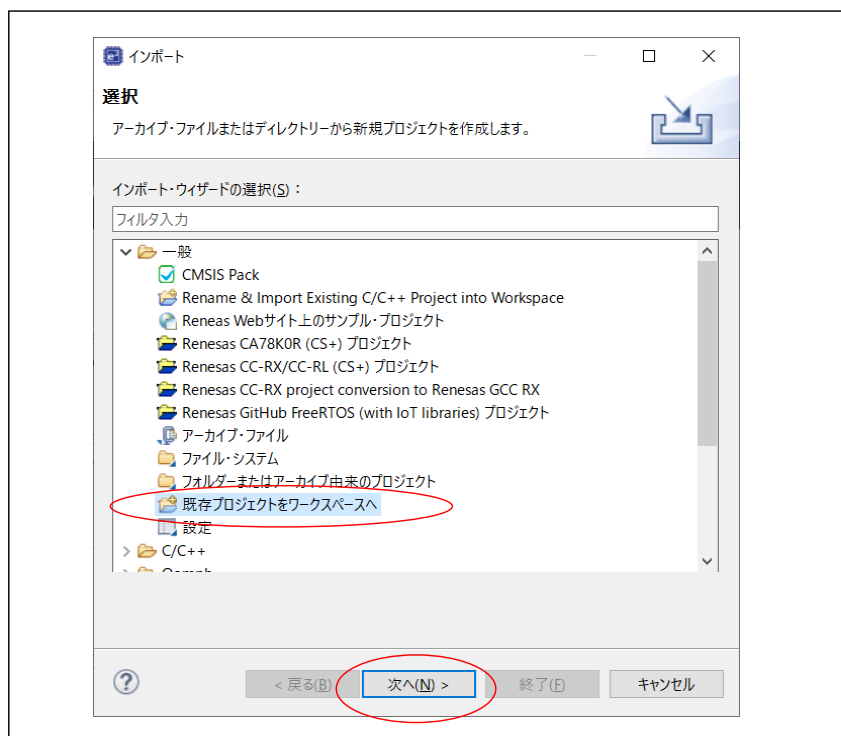 インポート
選択
アーカイブ・ファイルまたはディレクトリーから新規プロジェクトを作成します。
インポート・ウィザードの選択(S)：
フィルタ入力
一般
CMSIS Pack
Rename & Import Existing C/C++ Project into Workspace
Reneas Webサイト上のサンプル・プロジェクト
Renesas CA78K0R (CS+) プロジェクト
Renesas CC-RX/CC-RL (CS+) プロジェクト
Renesas CC-RX project conversion to Renesas GCC RX
Renesas GitHub FreeRTOS (with IoT libraries) プロジェクト
アーカイブ・ファイル
ファイル・システム
フォルダーまたはアーカイブ由来のプロジェクト
既存プロジェクトをワークスペースへ
設定
C/C++
? < 戻る(B) 次へ(N) > 終了(F) キャンセル